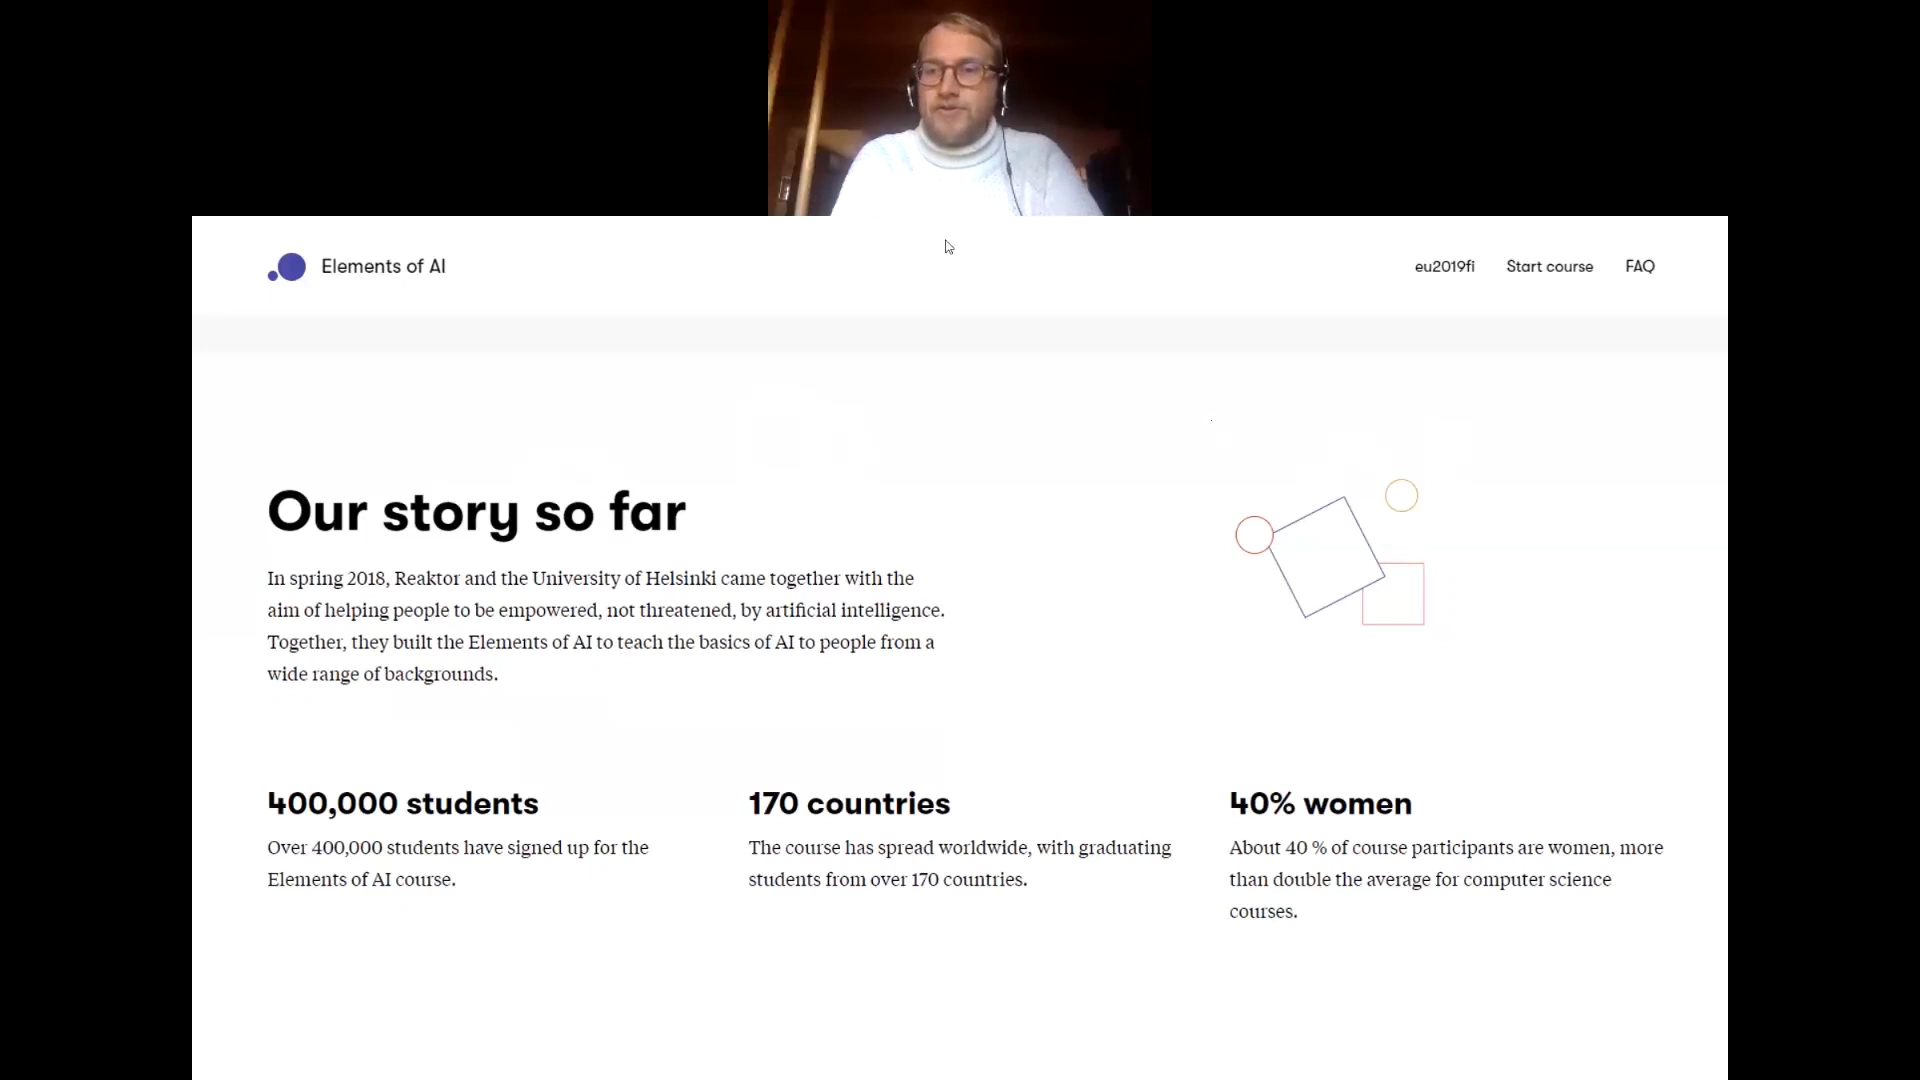 Elements of AI
eu2019fi Start course FAQ
Our story so far
In spring 2018, Reaktor and the University of Helsinki came together with the
aim of helping people to be empowered, not threatened, by artificial intelligence.
Together, they built the Elements of AI to teach the basics of AI to people from a
wide range of backgrounds.
400,000 students
Over 400,000 students have signed up for the
Elements of AI course.
170 countries
The course has spread worldwide, with graduating
students from over 170 countries.
40% women
About 40 % of course participants are women, more
than double the average for computer science
courses.